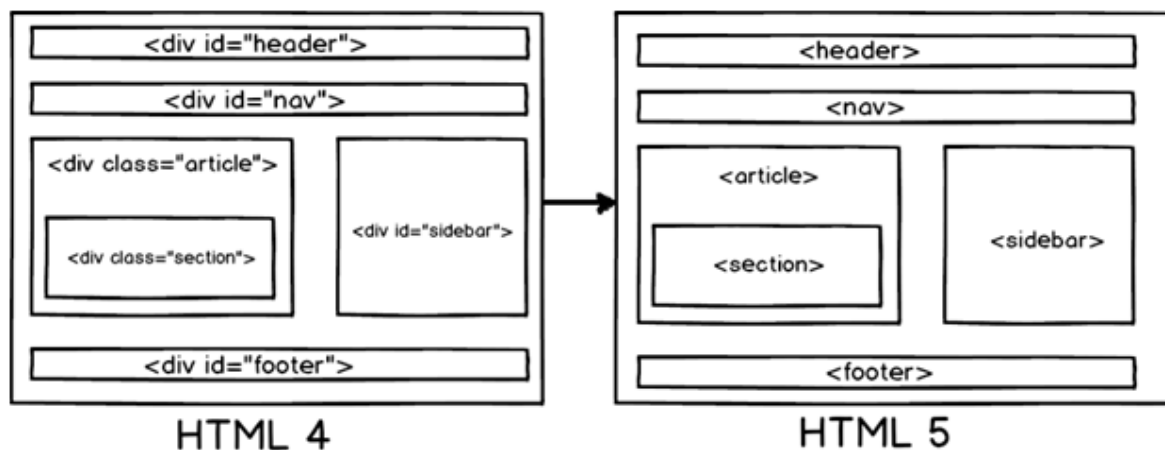 <div id="header">
<div id="nav">
<div class="article">
<div class="section">
<div id="sidebar">
<div id="footer">
HTML 4
<header>
<nav>
<article>
<section>
<sidebar>
<footer>
HTML 5